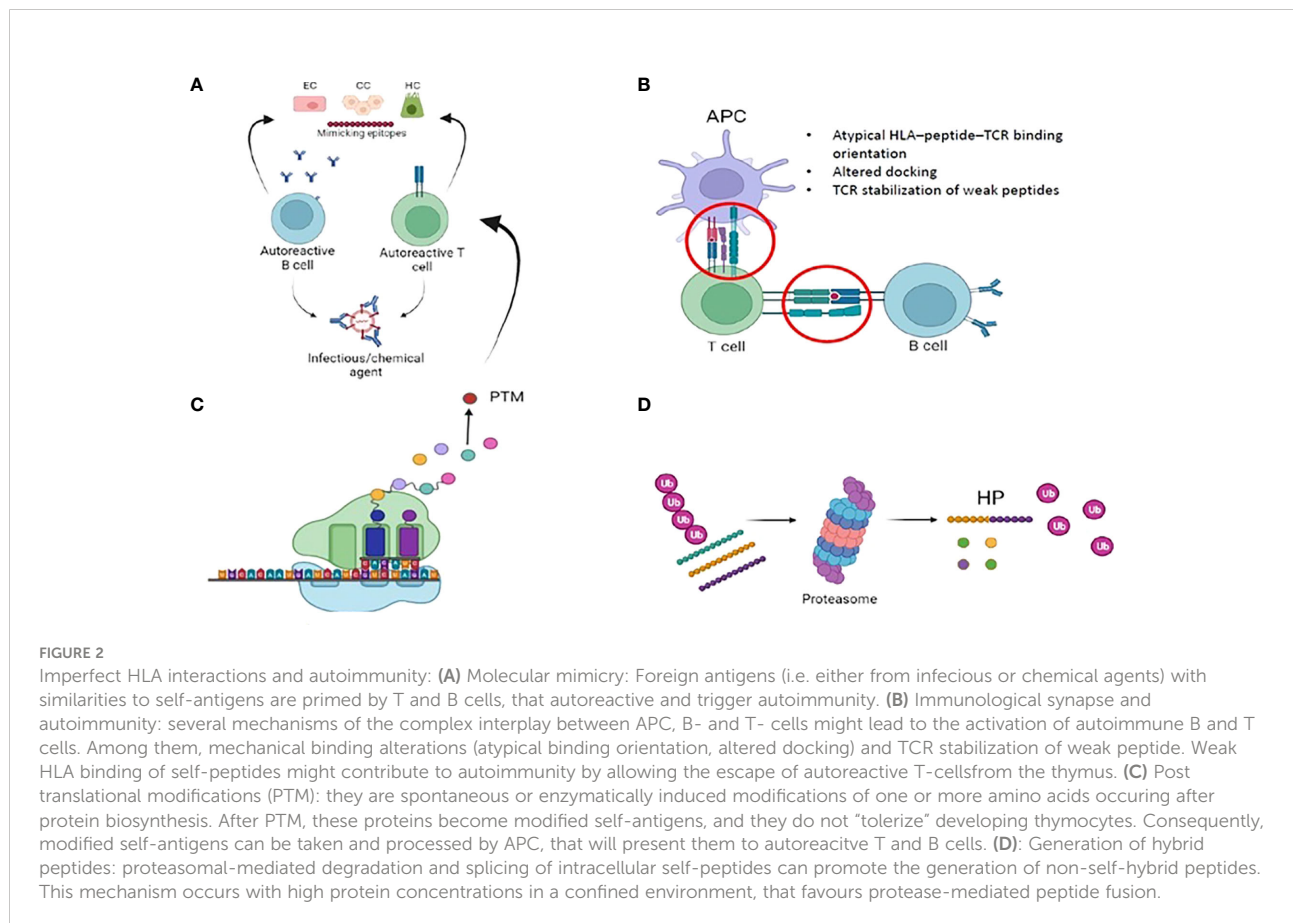 A
EC CC HC
Mimicking epitopes
Autoreactive
B cell
Autoreactive T
cell
Infectious/chemical
agent
B
APC
• Atypical HLA–peptide–TCR binding
orientation
• Altered docking
• TCR stabilization of weak peptides
T cell
B cell
C
PTM
D
Ub
Ub
Ub
Ub
Proteasome
HP
Ub
Ub
Ub
Ub
FIGURE 2
Imperfect HLA interactions and autoimmunity: (A) Molecular mimicry: Foreign antigens (i.e. either from infecious or chemical agents) with
similarities to self-antigens are primed by T and B cells, that autoreactive and trigger autoimmunity. (B) Immunological synapse and
autoimmunity: several mechanisms of the complex interplay between APC, B- and T- cells might lead to the activation of autoimmune B and T
cells. Among them, mechanical binding alterations (atypical binding orientation, altered docking) and TCR stabilization of weak peptide. Weak
HLA binding of self-peptides might contribute to autoimmunity by allowing the escape of autoreactive T-cellsfrom the thymus. (C) Post
translational modifications (PTM): they are spontaneous or enzymatically induced modifications of one or more amino acids occuring after
protein biosynthesis. After PTM, these proteins become modified self-antigens, and they do not "tolerize" developing thymocytes. Consequently,
modified self-antigens can be taken and processed by APC, that will present them to autoreacitve T and B cells. (D): Generation of hybrid
peptides: proteasomal-mediated degradation and splicing of intracellular self-peptides can promote the generation of non-self-hybrid peptides.
This mechanism occurs with high protein concentrations in a confined environment, that favours protease-mediated peptide fusion.